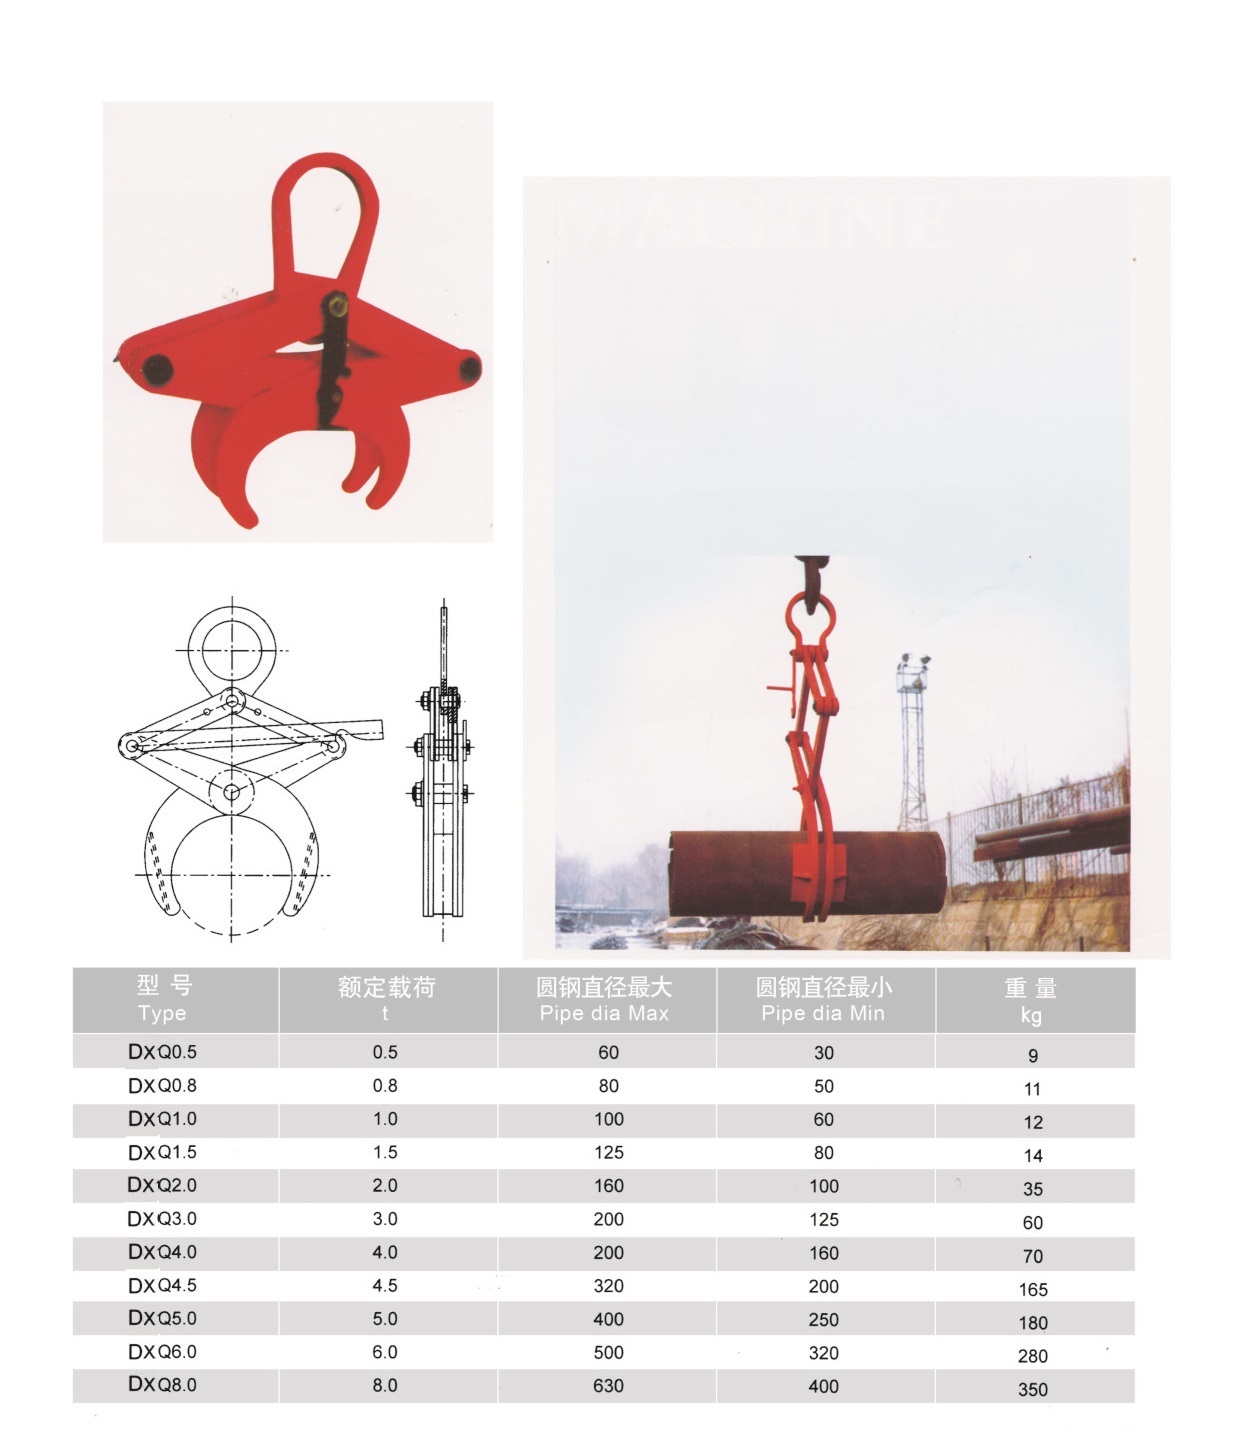 MACHINE
型 号 额定载荷 圆钢直径最大 圆钢直径最小 重 量
Type t Pipe dia Max Pipe dia Min kg
DXQ0.5 0.5 60 30 9
DXQ0.8 0.8 80 50 11
DXQ1.0 1.0 100 60 12
DXQ1.5 1.5 125 80 14
DXQ2.0 2.0 160 100 35
DXQ3.0 3.0 200 125 60
DXQ4.0 4.0 200 160 70
DXQ4.5 4.5 320 200 165
DXQ5.0 5.0 400 250 180
DXQ6.0 6.0 500 320 280
DXQ8.0 8.0 630 400 350